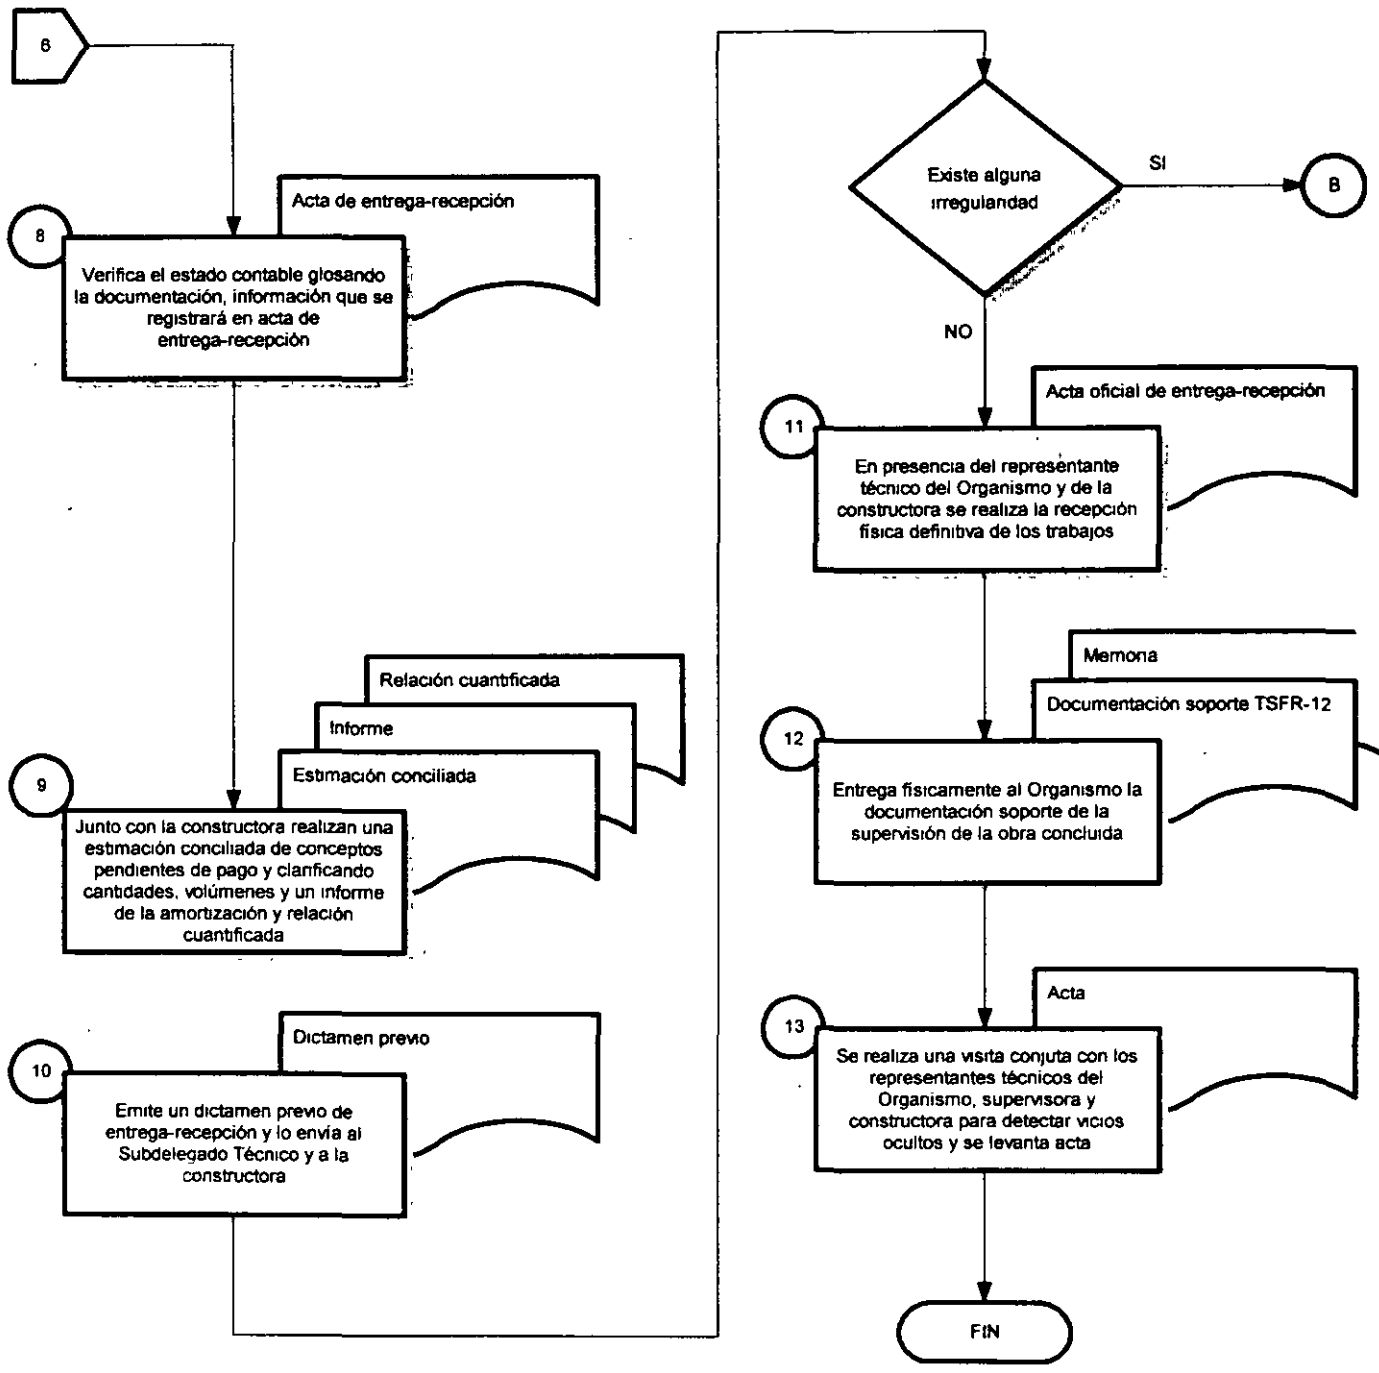 6
8
Acta de entrega-recepción
Verifica el estado contable glosando
la documentación, información que se
registrará en acta de
entrega-recepción
Relación cuantificada
Informe
Estimación conciliada
9
Junto con la constructora realizan una
estimación conciliada de conceptos
pendientes de pago y clarificando
cantidades, volúmenes y un informe
de la amortización y relación
cuantificada
Dictamen previo
10
Emite un dictamen previo de
entrega-recepción y lo envía al
Subdelegado Técnico y a la
constructora
Existe alguna
irregularidad
SI
B
NO
Acta oficial de entrega-recepción
11
En presencia del representante
técnico del Organismo y de la
constructora se realiza la recepción
física definitiva de los trabajos
Memoria
Documentación soporte TSFR-12
12
Entrega físicamente al Organismo la
documentación soporte de la
supervisión de la obra concluida
Acta
13
Se realiza una visita conjuta con los
representantes técnicos del
Organismo, supervisora y
constructora para detectar vicios
ocultos y se levanta acta
FIN